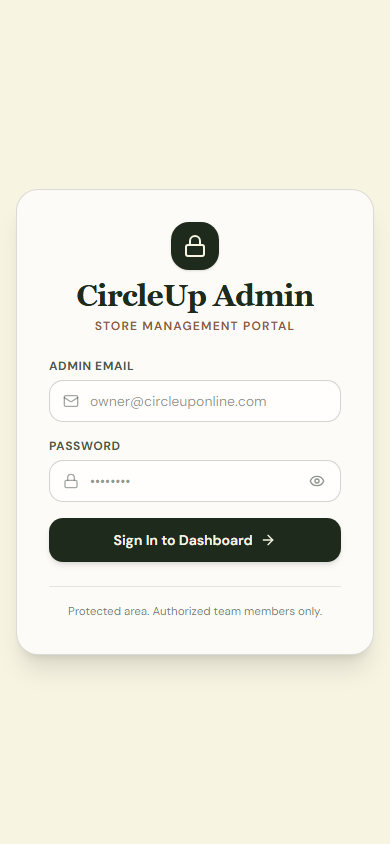 CircleUp Admin
STORE MANAGEMENT PORTAL
ADMIN EMAIL
owner@circleuponline.com
PASSWORD
••••••••
Sign In to Dashboard →
Protected area. Authorized team members only.